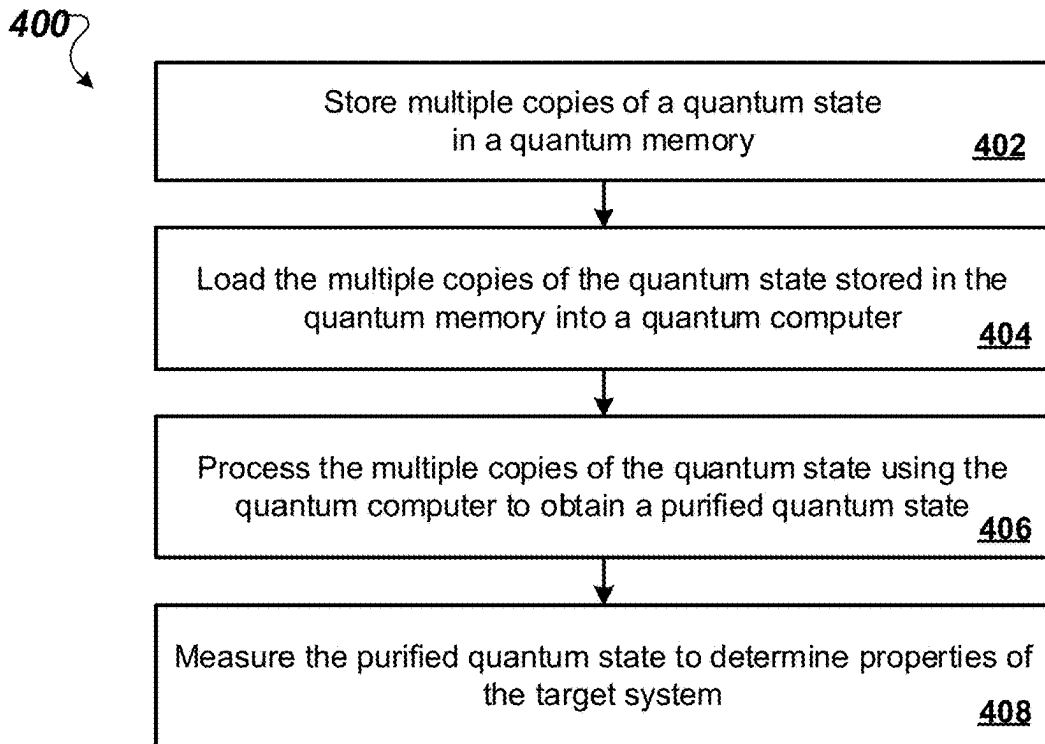 400
Store multiple copies of a quantum state
in a quantum memory
402
Load the multiple copies of the quantum state stored in the
quantum memory into a quantum computer
404
Process the multiple copies of the quantum state using the
quantum computer to obtain a purified quantum state
406
Measure the purified quantum state to determine properties of
the target system
408